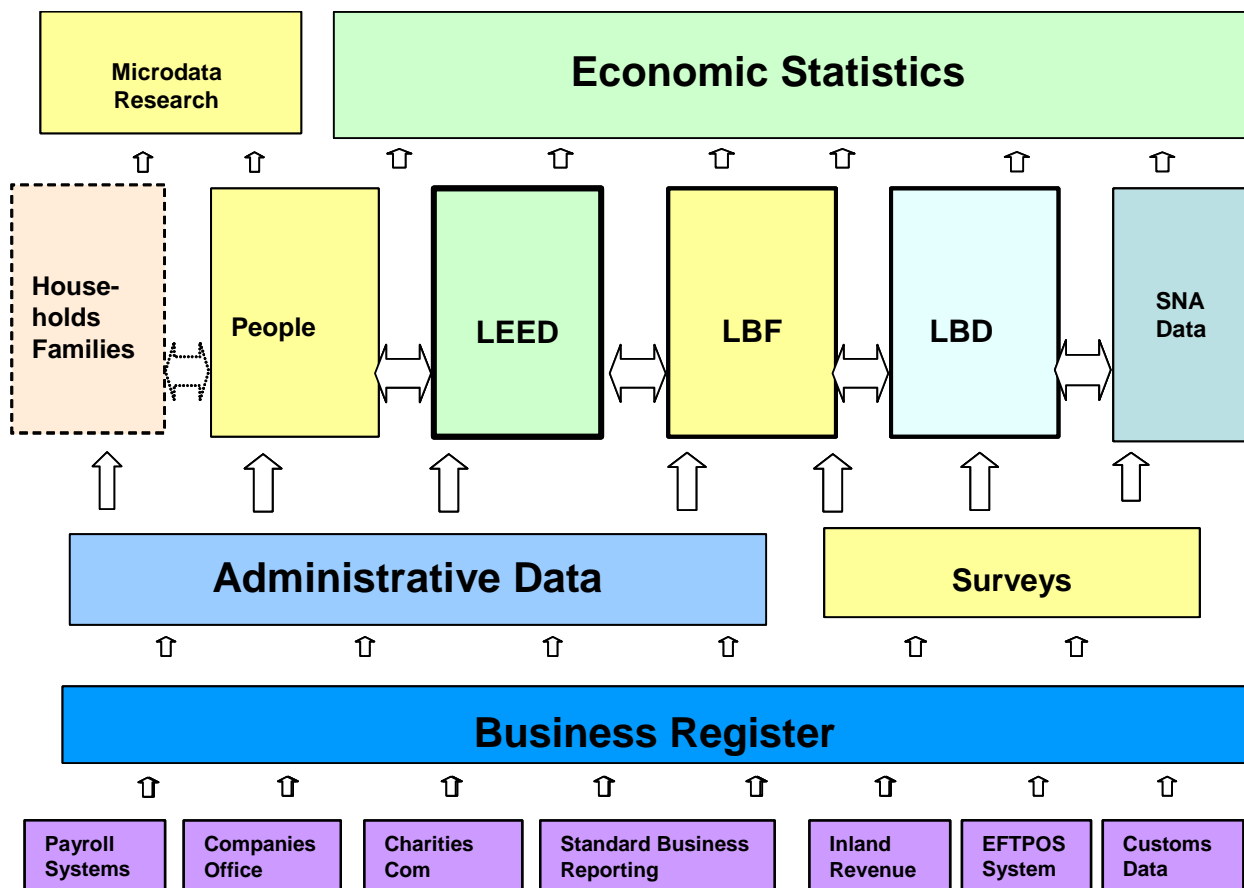 Microdata
Research
Economic Statistics
House-
holds
Families
People
LEED
LBF
LBD
SNA
Data
Administrative Data
Surveys
Business Register
Payroll
Systems
Companies
Office
Charities
Com
Standard Business
Reporting
Inland
Revenue
EFTPOS
System
Customs
Data